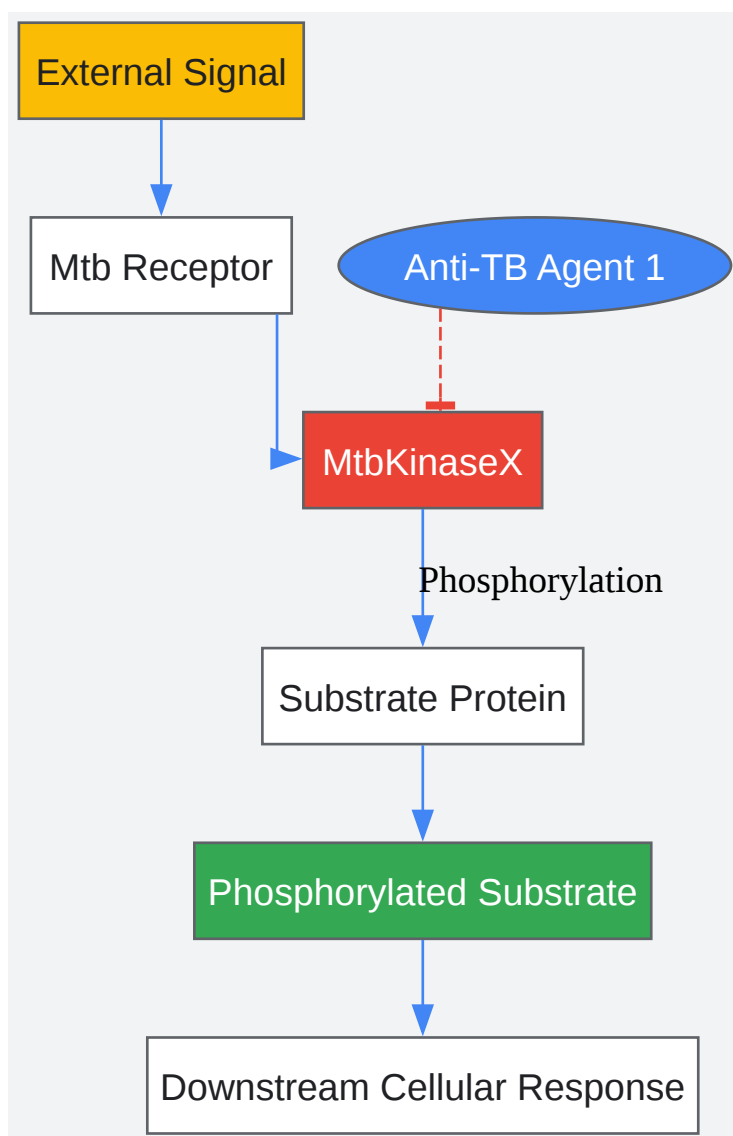 External Signal
Mtb Receptor
Anti-TB Agent 1
MtbKinaseX
Phosphorylation
Substrate Protein
Phosphorylated Substrate
Downstream Cellular Response